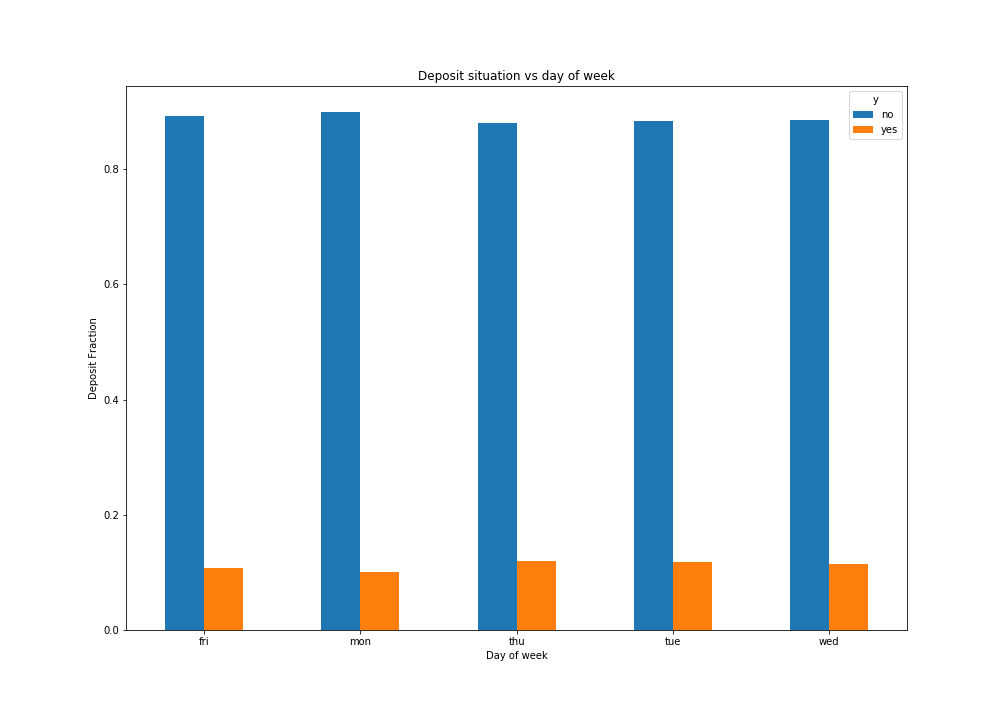 Deposit situation vs day of week
y
no
yes
Deposit Fraction
0.8
0.6
0.4
0.2
0.0
fri mon thu tue wed
Day of week